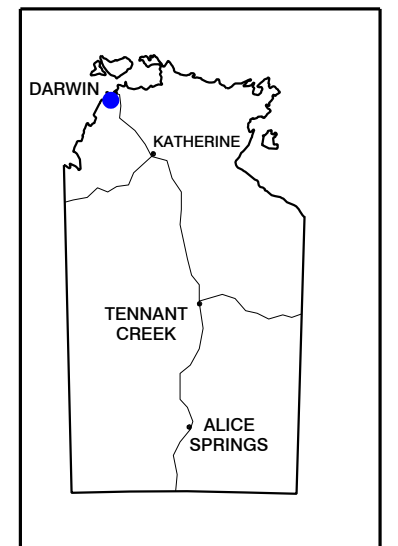 DARWIN
KATHERINE
TENNANT
CREEK
ALICE
SPRINGS